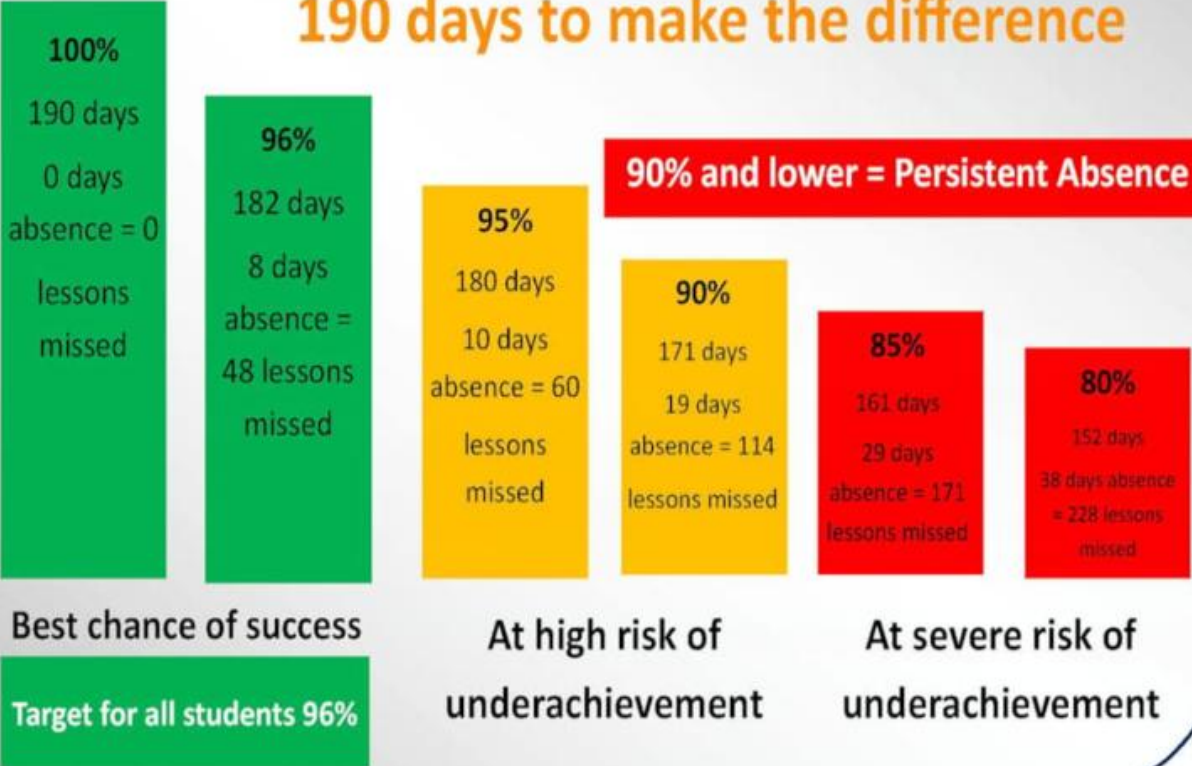 190 days to make the difference
100%
190 days
0 days
absence = 0
lessons
missed
96%
182 days
8 days
absence =
48 lessons
missed
Best chance of success
Target for all students 96%
90% and lower = Persistent Absence
95%
180 days
10 days
absence = 60
lessons
missed
90%
171 days
19 days
absence = 114
lessons missed
At high risk of
underachievement
85%
161 days
29 days
absence = 171
lessons missed
80%
152 days
38 days absence
= 228 lessons
missed
At severe risk of
underachievement